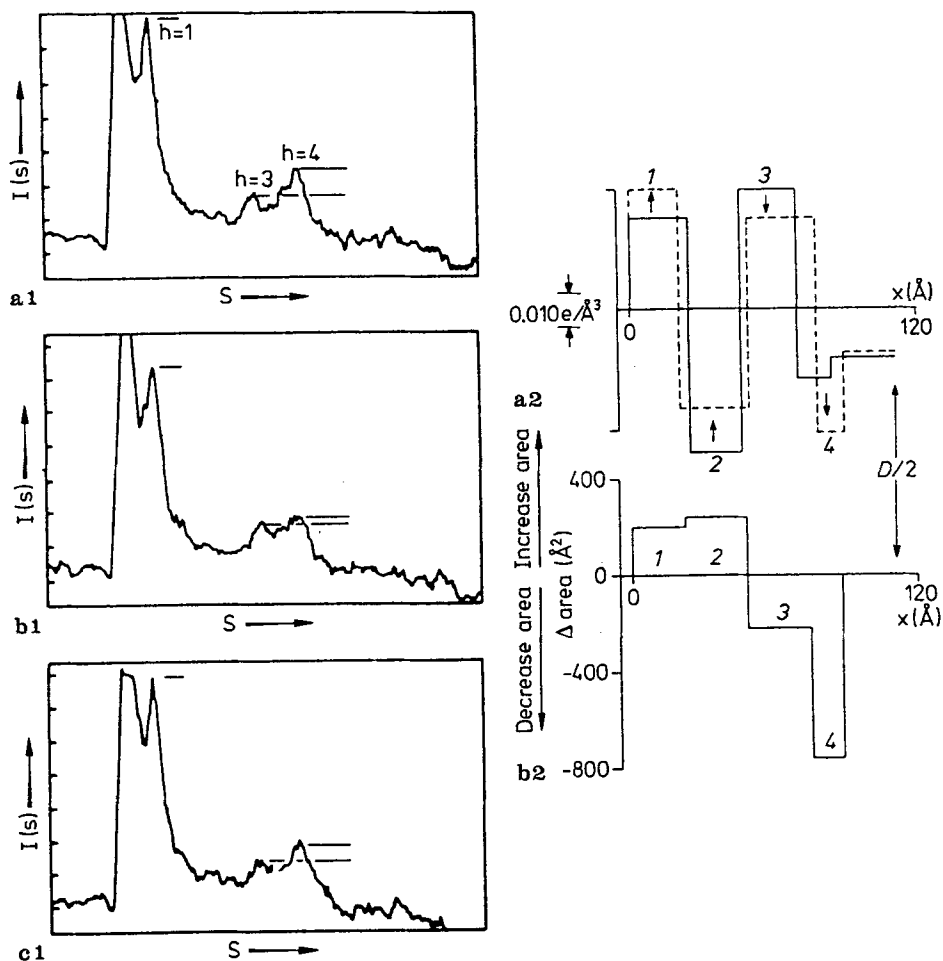 h=1
h=3
h=4
I(s)
S
a1
I(s)
S
b1
I(s)
S
c1
1
3
x(Å)
0.010e/Å³
0
120
a2
2
4
D/2
Decrease area Increase area
Δ area (Å²)
400
0
-400
-800
1
2
3
4
0
120
x(Å)
b2